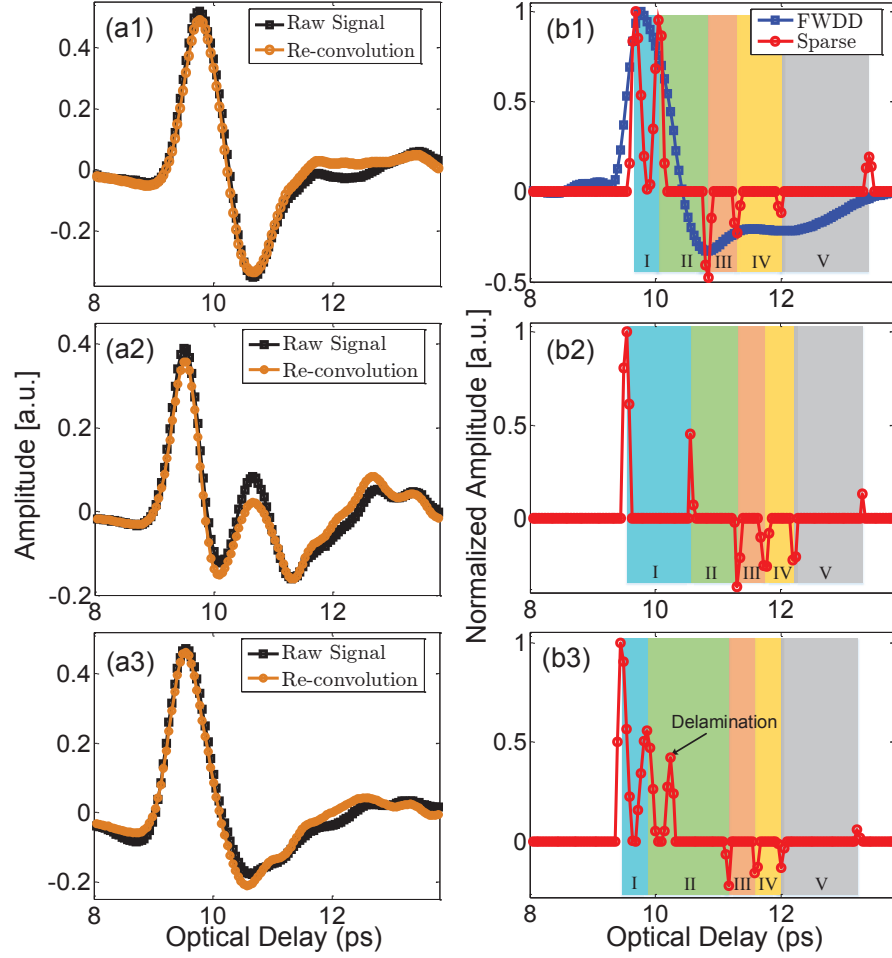 (a1)
Raw Signal
Re-convolution
0.4
0.2
0
-0.2
8
10
12
(b1)
FWDD
Sparse
1
0.5
0
-0.5
I
II
III
IV
V
8
10
12
(a2)
Raw Signal
Re-convolution
0.4
0.2
0
-0.2
8
10
12
Amplitude [a.u.]
(b2)
1
0.5
0
I
II
III
IV
V
8
10
12
Normalized Amplitude [a.u.]
(a3)
Raw Signal
Re-convolution
0.4
0.2
0
-0.2
8
10
12
Optical Delay (ps)
(b3)
Delamination
1
0.5
0
I
II
III
IV
V
8
10
12
Optical Delay (ps)